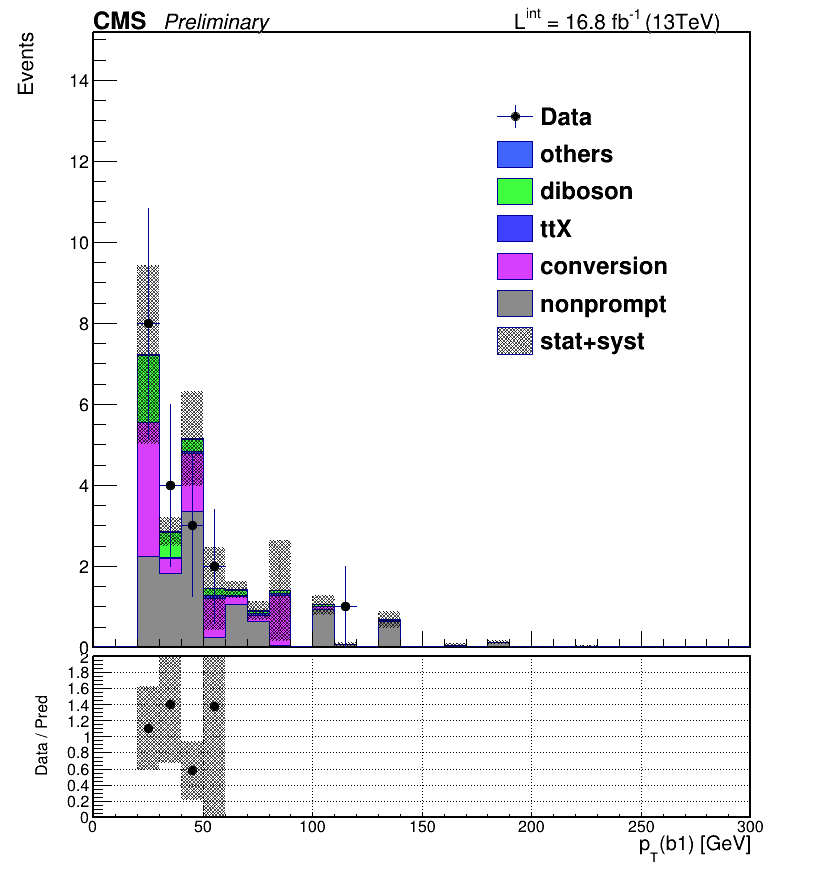 CMS Preliminary L^int = 16.8 fb^-1 (13TeV)
Events
14
12
10
8
6
4
2
0
Data
others
diboson
ttX
conversion
nonprompt
stat+syst
Data / Pred
2
1.8
1.6
1.4
1.2
1
0.8
0.6
0.4
0.2
0
0 50 100 150 200 250 300
p_T(b1) [GeV]